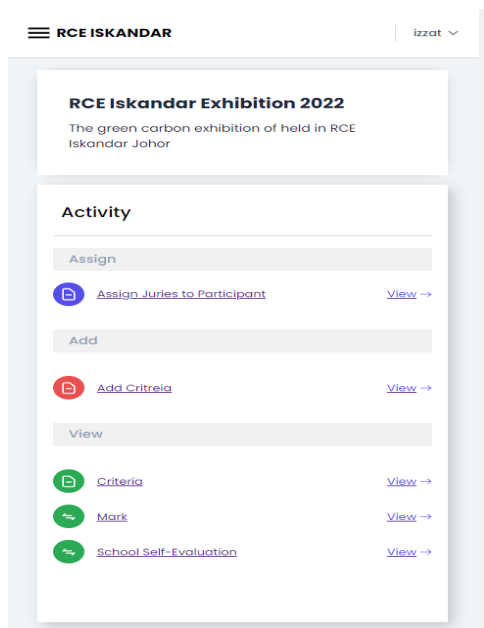 RCE ISKANDAR
izzat
RCE Iskandar Exhibition 2022
The green carbon exhibition of held in RCE
Iskandar Johor
Activity
Assign
Assign Juries to Participant View →
Add
Add Critreia View →
View
Criteria View →
Mark View →
School Self-Evaluation View →